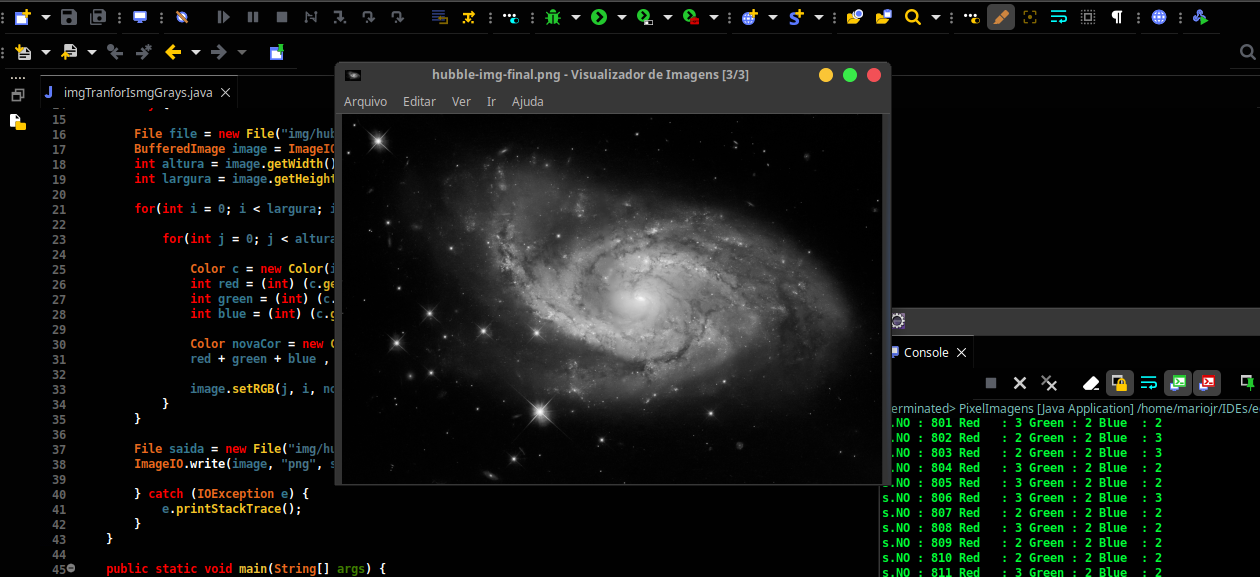 hubble-img-final.png - Visualizador de Imagens [3/3]
Arquivo Editar Ver Ir Ajuda
imgTranforIsmgGrays.java
15
16 File file = new File("img/hub
17 BufferedImage image = ImageIO
18 int altura = image.getWidth()
19 int largura = image.getHeight
20
21 for(int i = 0; i < largura; i
22
23 for(int j = 0; j < altura
24
25 Color c = new Color(i
26 int red = (int) (c.ge
27 int green = (int) (c.
28 int blue = (int) (c.g
29
30 Color novaCor = new C
31 red + green + blue ,
32
33 image.setRGB(j, i, no
34 }
35 }
36
37 File saida = new File("img/hu
38 ImageIO.write(image, "png", s
39
40 } catch (IOException e) {
41 e.printStackTrace();
42 }
43 }
44
45 public static void main(String[] args) {
Console
erminated> PixelImagens [Java Application] /home/mariojr/IDEs/e
s.NO : 801 Red : 3 Green : 2 Blue : 2
s.NO : 802 Red : 2 Green : 2 Blue : 3
s.NO : 803 Red : 2 Green : 2 Blue : 3
s.NO : 804 Red : 3 Green : 2 Blue : 2
s.NO : 805 Red : 3 Green : 2 Blue : 2
s.NO : 806 Red : 3 Green : 2 Blue : 3
s.NO : 807 Red : 2 Green : 2 Blue : 2
s.NO : 808 Red : 3 Green : 2 Blue : 2
s.NO : 809 Red : 2 Green : 2 Blue : 2
s.NO : 810 Red : 2 Green : 2 Blue : 2
s.NO : 811 Red : 3 Green : 2 Blue : 2